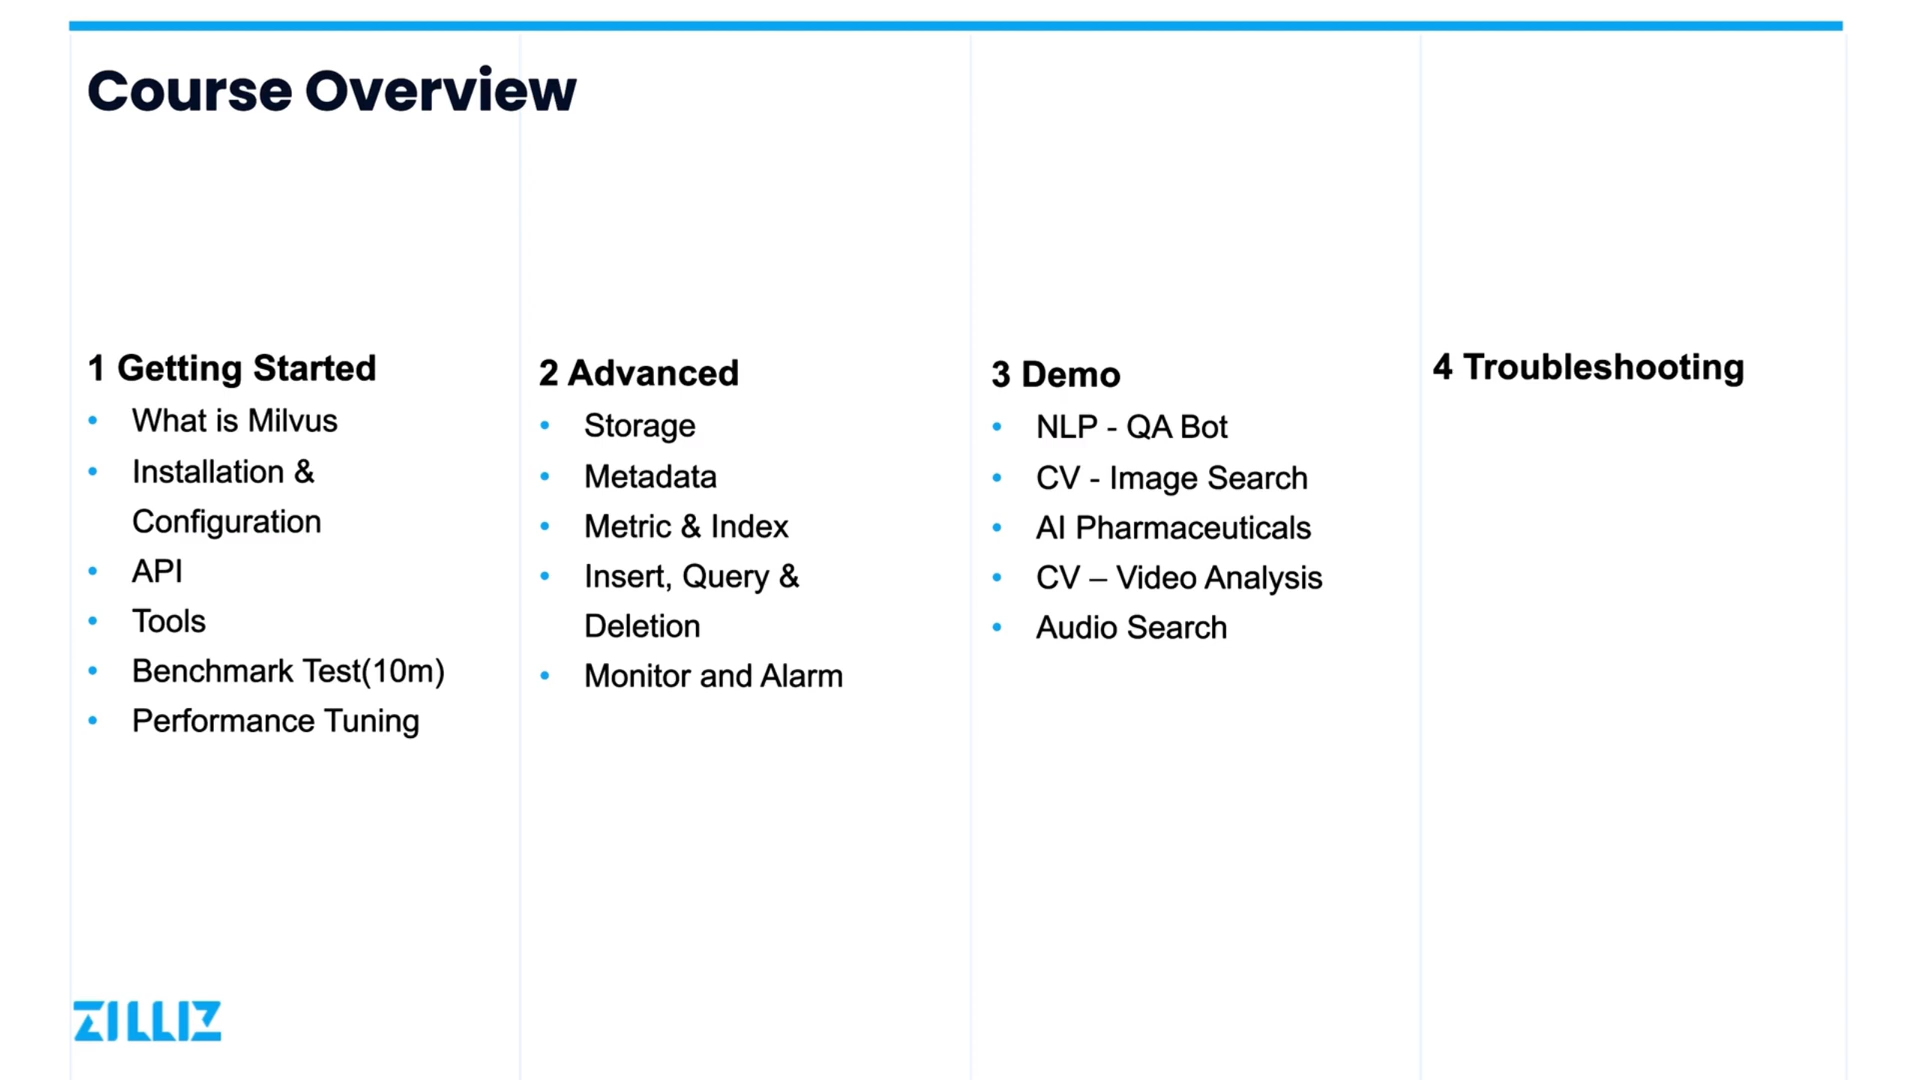 Course Overview
1 Getting Started
• What is Milvus
• Installation &
Configuration
• API
• Tools
• Benchmark Test(10m)
• Performance Tuning
2 Advanced
• Storage
• Metadata
• Metric & Index
• Insert, Query &
Deletion
• Monitor and Alarm
3 Demo
• NLP - QA Bot
• CV - Image Search
• AI Pharmaceuticals
• CV – Video Analysis
• Audio Search
4 Troubleshooting
ZILLIZ